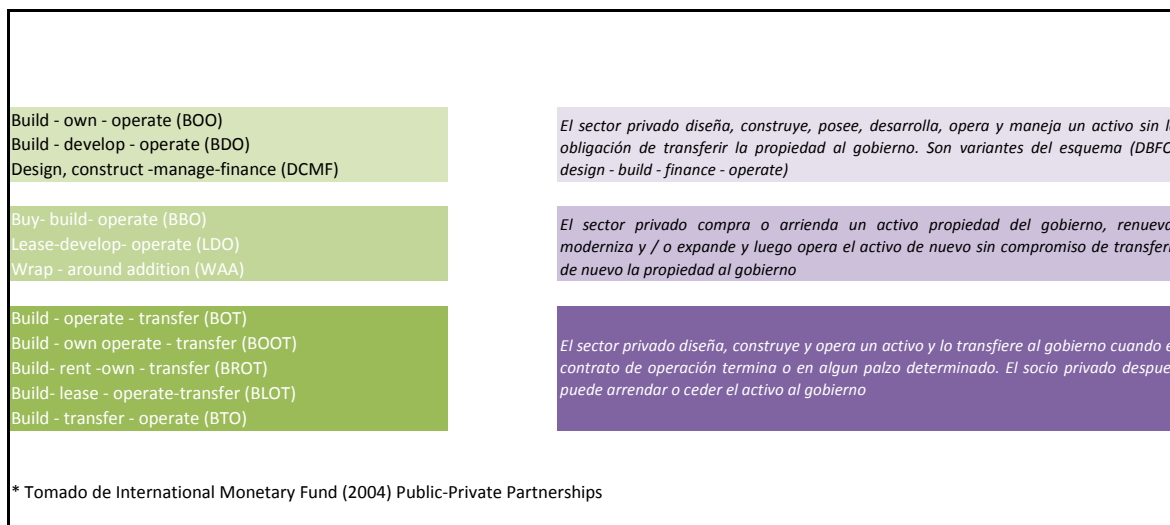 Build - own - operate (BOO)
Build - develop - operate (BDO)
Design, construct -manage-finance (DCMF)
El sector privado diseña, construye, posee, desarrolla, opera y maneja un activo sin
obligación de transferir la propiedad al gobierno. Son variantes del esquema (DBFO
design - build - finance - operate)
Buy- build- operate (BBO)
Lease-develop- operate (LDO)
Wrap - around addition (WAA)
El sector privado compra o arrienda un activo propiedad del gobierno, renueva
moderniza y / o expande y luego opera el activo de nuevo sin compromiso de transferi
de nuevo la propiedad al gobierno
Build - operate - transfer (BOT)
Build - own operate - transfer (BOOT)
Build- rent -own - transfer (BROT)
Build- lease - operate-transfer (BLOT)
Build - transfer - operate (BTO)
El sector privado diseña, construye y opera un activo y lo transfiere al gobierno cuando e
contrato de operación termina o en algun palzo determinado. El socio privado despue
puede arrendar o ceder el activo al gobierno
* Tomado de International Monetary Fund (2004) Public-Private Partnerships